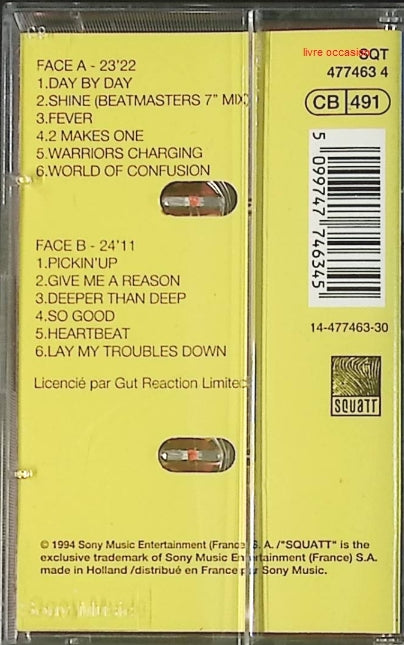 livre occasion
SQT
477463 4
CB 491
FACE A - 23'22
1.DAY BY DAY
2.SHINE (BEATMASTERS 7" MIX)
3.FEVER
4.2 MAKES ONE
5.WARRIORS CHARGING
6.WORLD OF CONFUSION
5 099747 746345
FACE B - 24'11
1.PICKIN'UP
2.GIVE ME A REASON
3.DEEPER THAN DEEP
4.SO GOOD
5.HEARTBEAT
6.LAY MY TROUBLES DOWN
14-477463-30
Licencié par Gut Reaction Limited
SQUATT
© 1994 Sony Music Entertainment (France) S. A. /"SQUATT" is the
exclusive trademark of Sony Music Entertainment (France) S.A.
made in Holland /distribué en France par Sony Music.
Sony Music